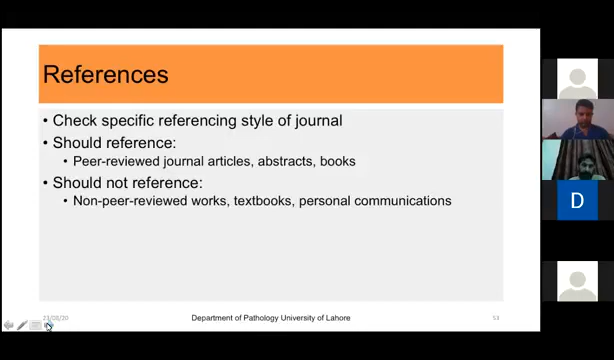 References
• Check specific referencing style of journal
• Should reference:
• Peer-reviewed journal articles, abstracts, books
• Should not reference:
• Non-peer-reviewed works, textbooks, personal communications
D
Department of Pathology University of Lahore